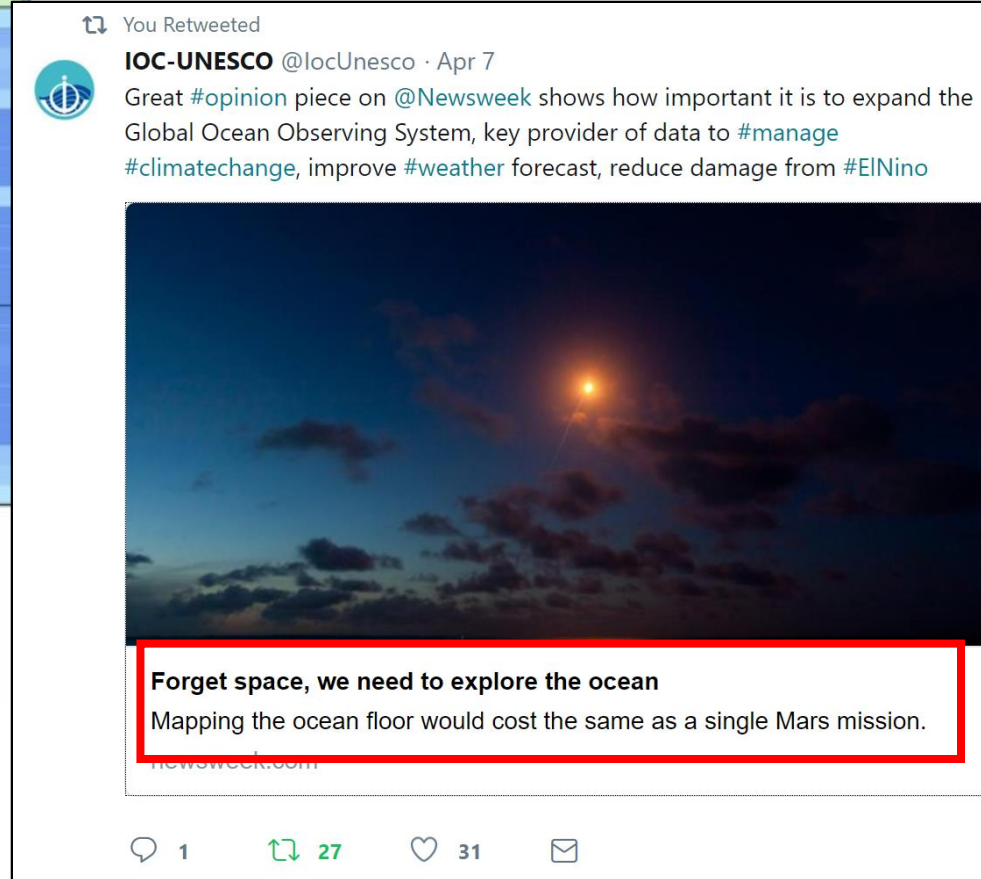 You Retweeted
IOC-UNESCO @IocUnesco · Apr 7
Great #opinion piece on @Newsweek shows how important it is to expand the
Global Ocean Observing System, key provider of data to #manage
#climatechange, improve #weather forecast, reduce damage from #ElNino
Forget space, we need to explore the ocean
Mapping the ocean floor would cost the same as a single Mars mission.
newsweek.com
1 27 31